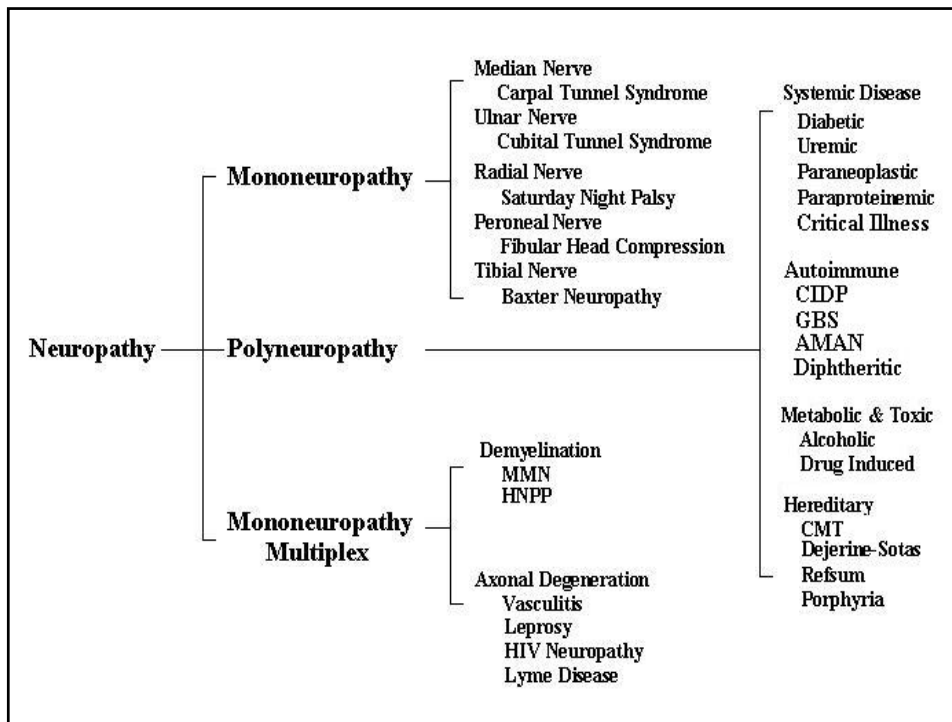 Neuropathy
Mononeuropathy
Median Nerve
Carpal Tunnel Syndrome
Ulnar Nerve
Cubital Tunnel Syndrome
Radial Nerve
Saturday Night Palsy
Peroneal Nerve
Fibular Head Compression
Tibial Nerve
Baxter Neuropathy
Polyneuropathy
Systemic Disease
Diabetic
Uremic
Paraneoplastic
Paraproteinemic
Critical Illness
Autoimmune
CIDP
GBS
AMAN
Diphtheritic
Metabolic & Toxic
Alcoholic
Drug Induced
Hereditary
CMT
Dejerine-Sotas
Refsum
Porphyria
Mononeuropathy
Multiplex
Demyelination
MMN
HNPP
Axonal Degeneration
Vasculitis
Leprosy
HIV Neuropathy
Lyme Disease